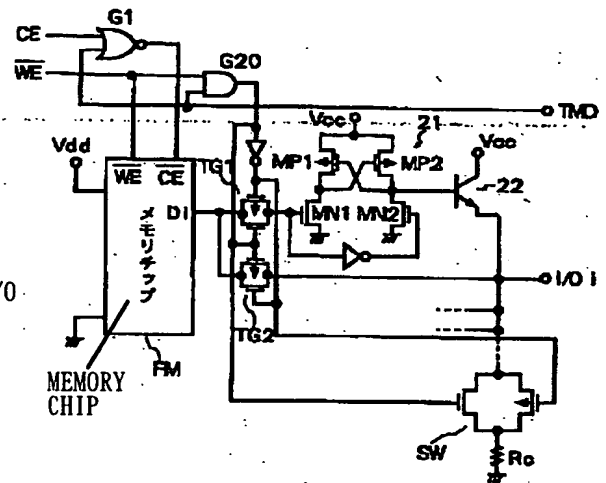 G1
CE
G20
WE
TMD
Vdd
Vcc
21
Vcc
MP1
MP2
22
TG1
WE
CE
Di
MN1
MN2
メモリチップ
I/O i
/O
TG2
FM
MEMORY
CHIP
SW
Rc